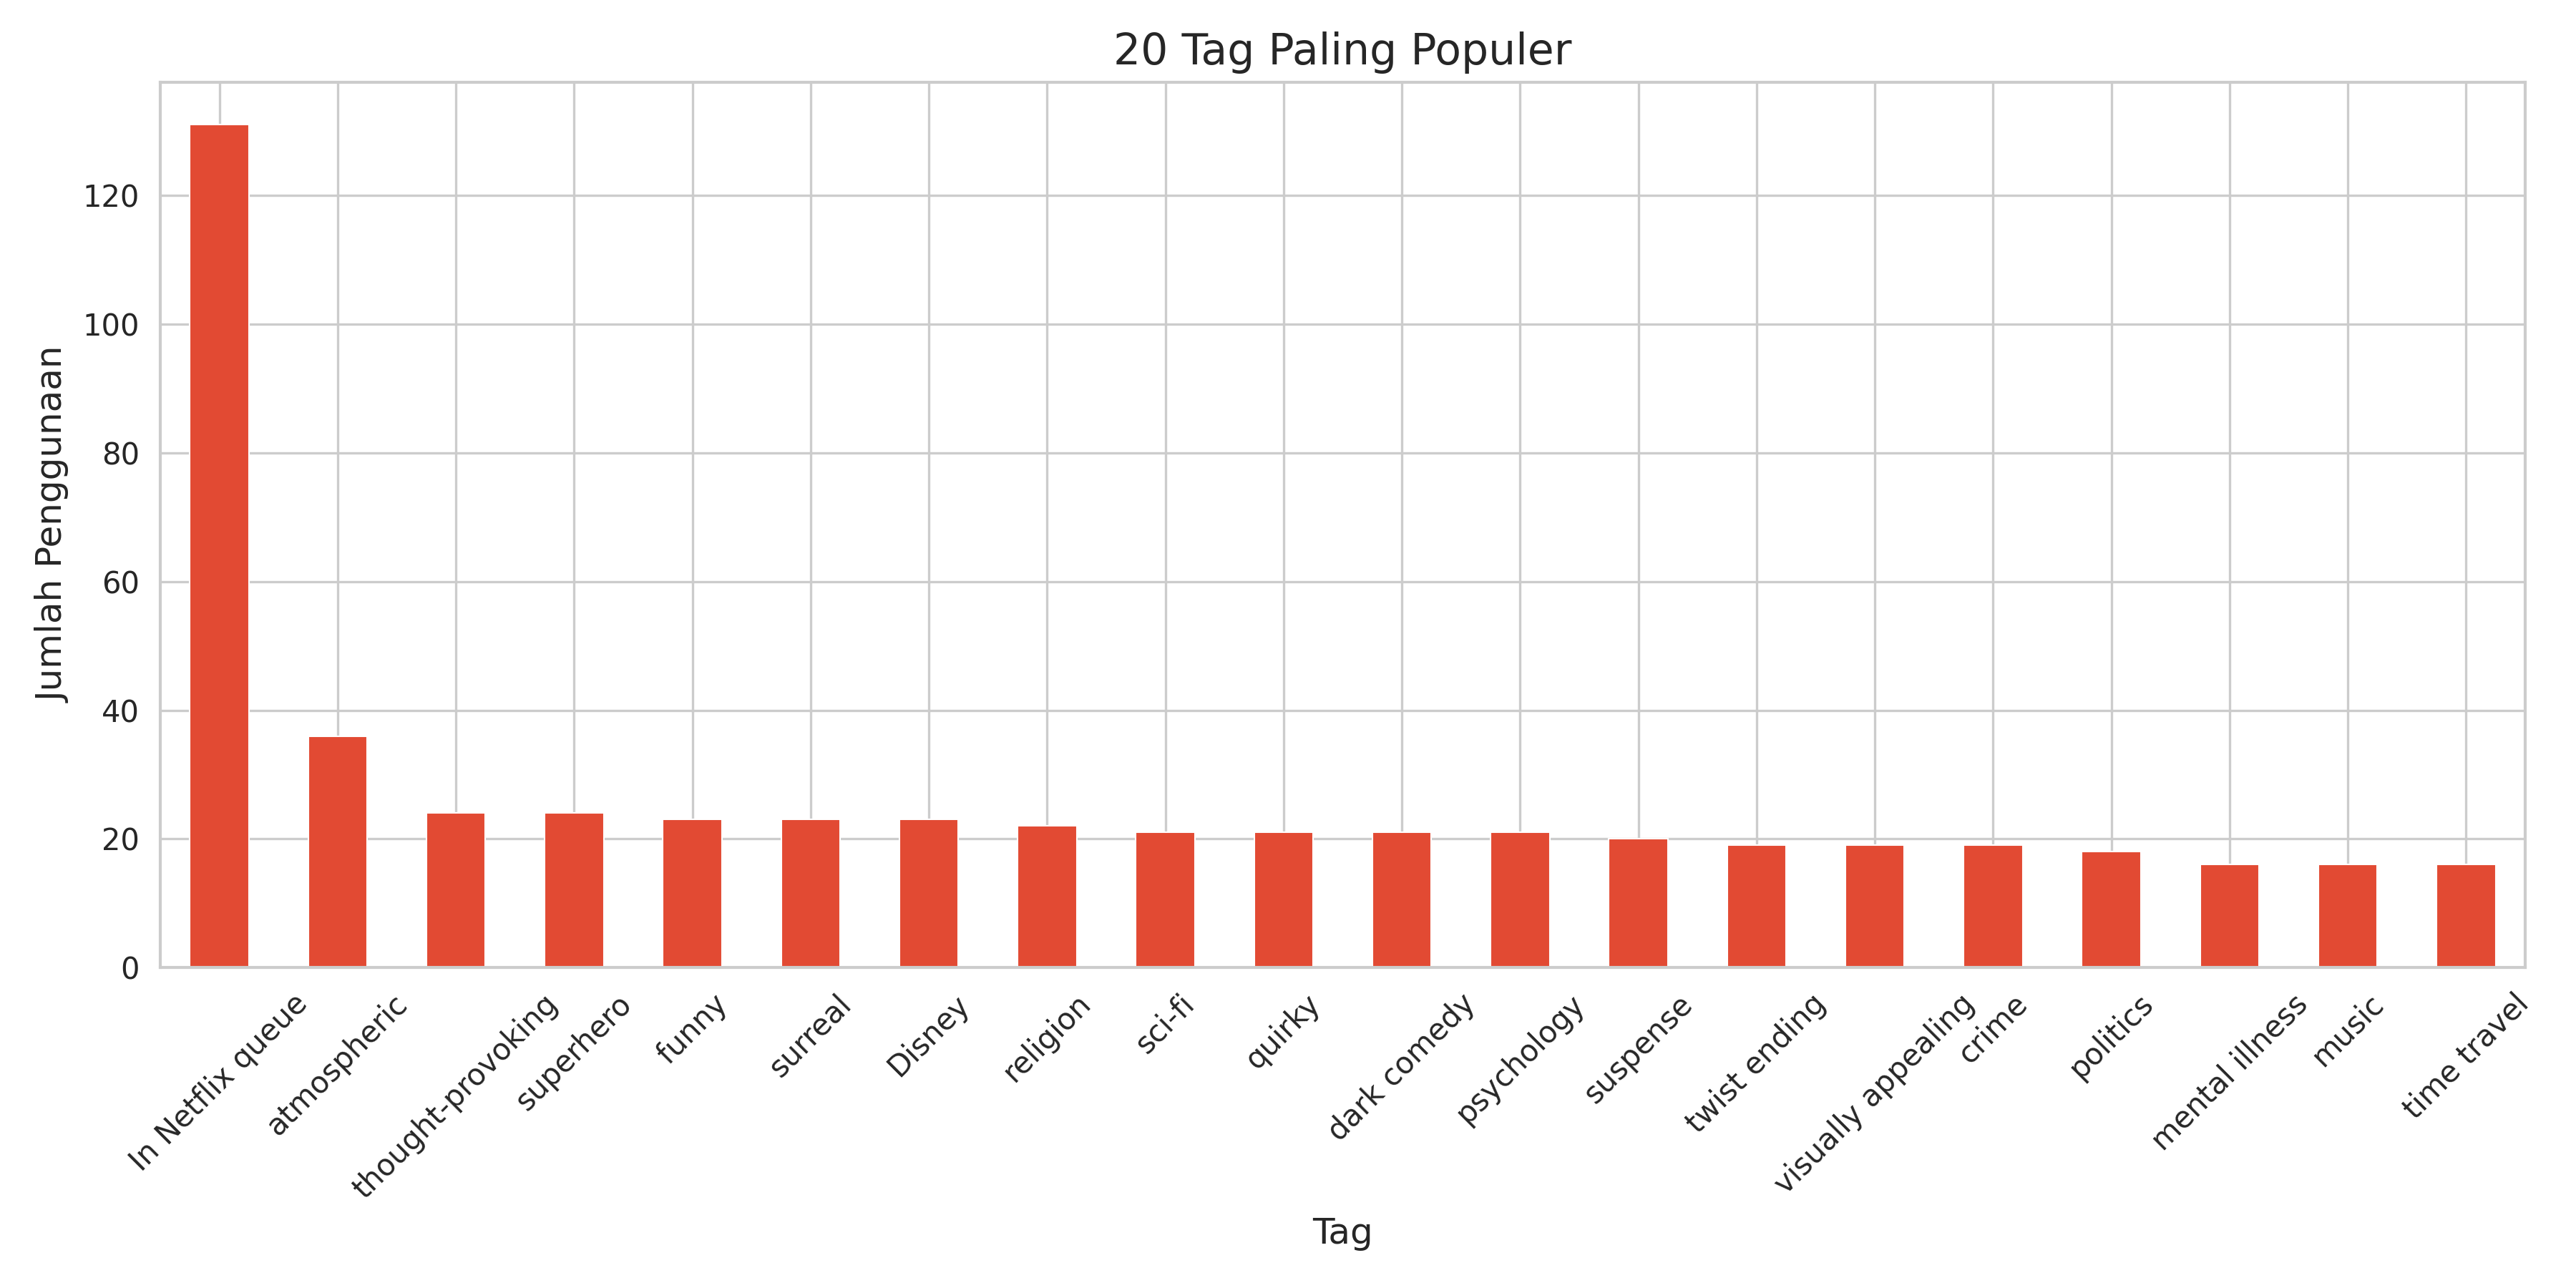 20 Tag Paling Populer
Jumlah Penggunaan
120
100
80
60
40
20
0
In Netflix queue
atmospheric
thought-provoking
superhero
funny
surreal
Disney
religion
sci-fi
quirky
dark comedy
psychology
suspense
twist ending
visually appealing
crime
politics
mental illness
music
time travel
Tag